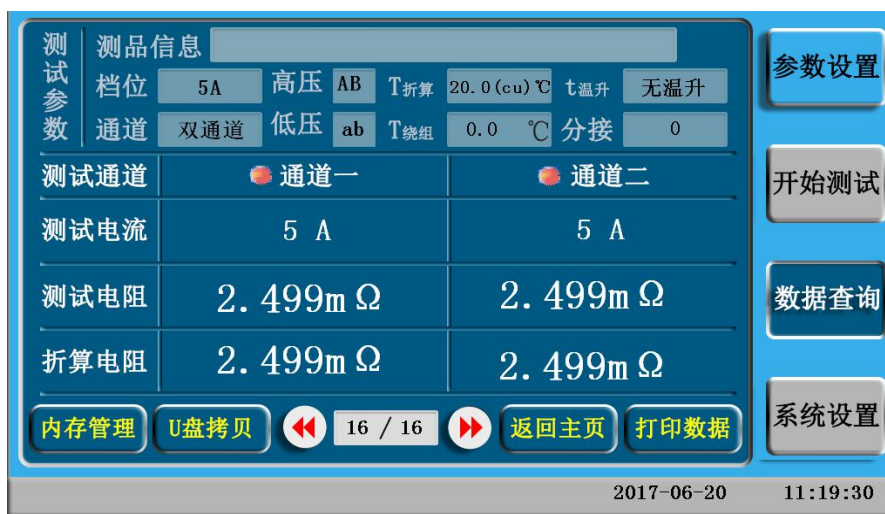 测试参数
测品信息
档位 5A 高压 AB T折算 20.0(cu)℃ t温升 无温升
通道 双通道 低压 ab T绕组 0.0 ℃ 分接 0
测试通道 通道一 通道二
测试电流 5 A 5 A
测试电阻 2.499mΩ 2.499mΩ
折算电阻 2.499mΩ 2.499mΩ
内存管理 U盘拷贝 16 / 16 返回主页 打印数据
参数设置
开始测试
数据查询
系统设置
2017-06-20 11:19:30